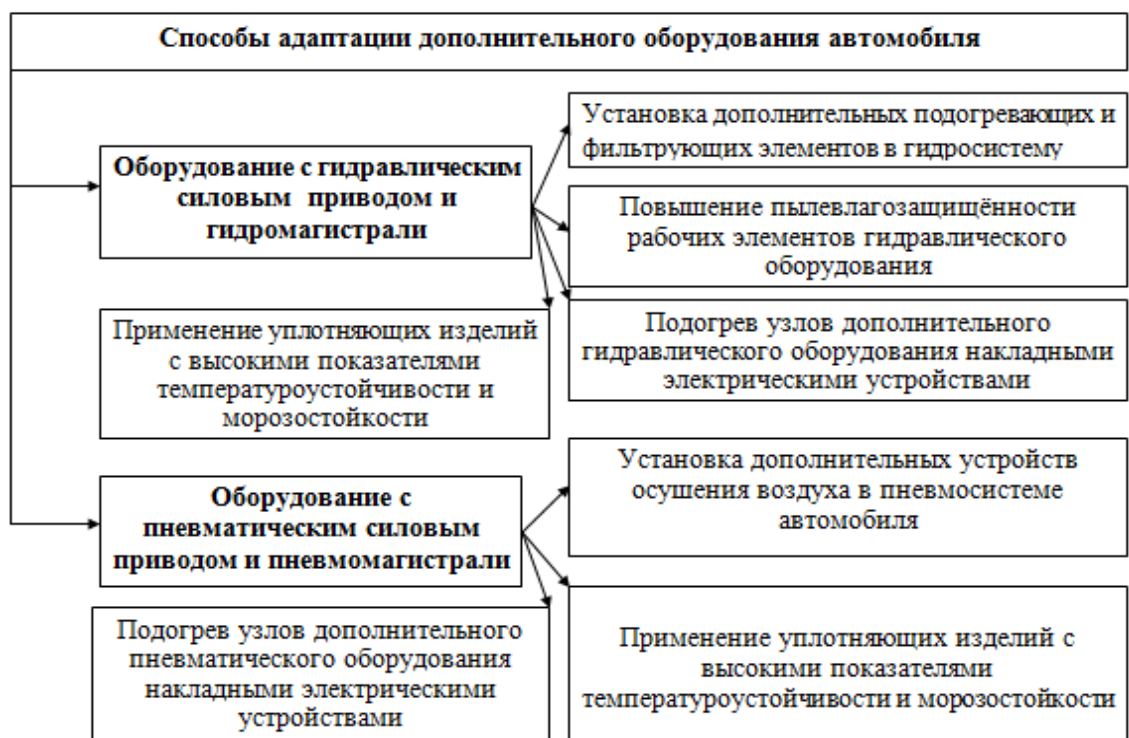 Способы адаптации дополнительного оборудования автомобиля
Оборудование с гидравлическим
силовым приводом и
гидромагистрали
Установка дополнительных подогревающих и
фильтрующих элементов в гидросистему
Повышение пылевлагозащищённости
рабочих элементов гидравлического
оборудования
Подогрев узлов дополнительного
гидравлического оборудования накладными
электрическими устройствами
Применение уплотняющих изделий
с высокими показателями
температуроустойчивости и
морозостойкости
Оборудование с
пневматическим силовым
приводом и пневмомагистрали
Установка дополнительных устройств
осушения воздуха в пневмосистеме
автомобиля
Применение уплотняющих изделий с
высокими показателями
температуроустойчивости и морозостойкости
Подогрев узлов дополнительного
пневматического оборудования
накладными электрическими
устройствами